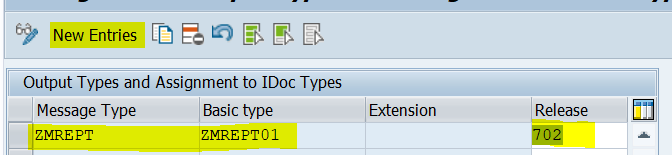 New Entries
Output Types and Assignment to IDoc Types
Message Type Basic type Extension Release
ZMREPT ZMREPT01 702